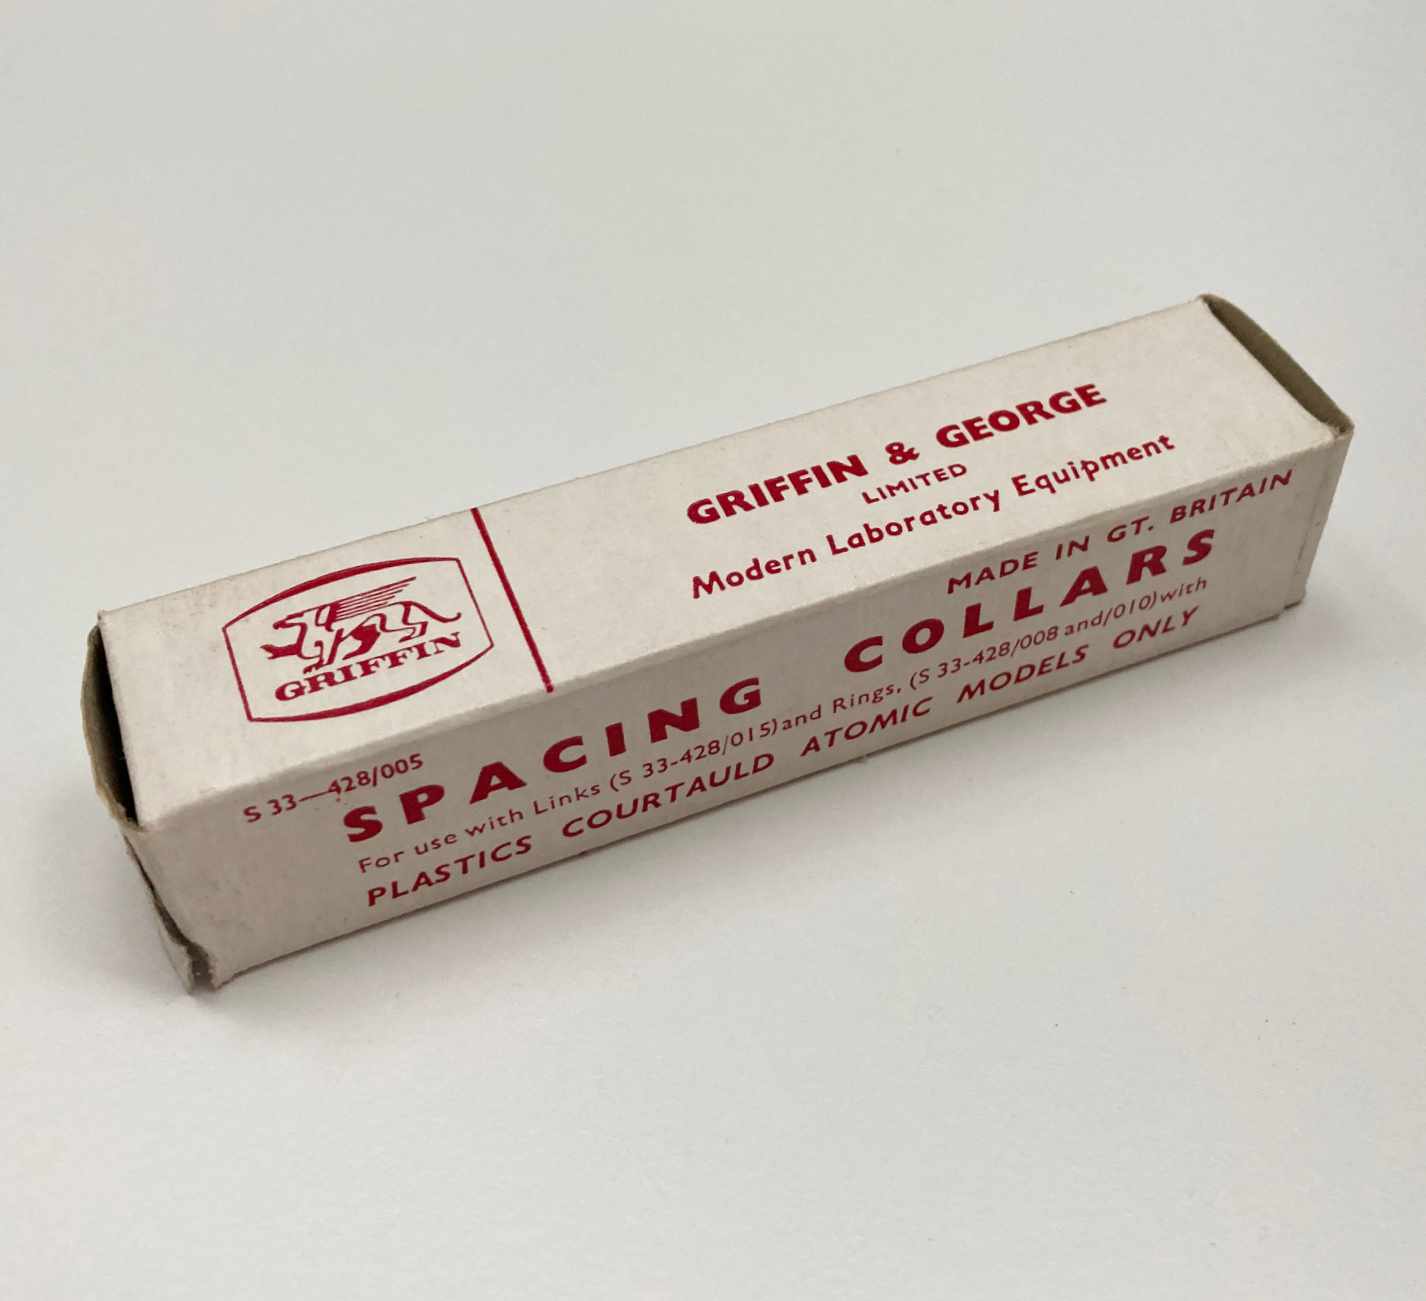 GRIFFIN
GRIFFIN & GEORGE
LIMITED
Modern Laboratory Equipment
S 33—428/005
MADE IN GT. BRITAIN
SPACING COLLARS
For use with Links (S 33-428/015) and Rings, (S 33-428/008 and/010) with
PLASTICS COURTAULD ATOMIC MODELS ONLY